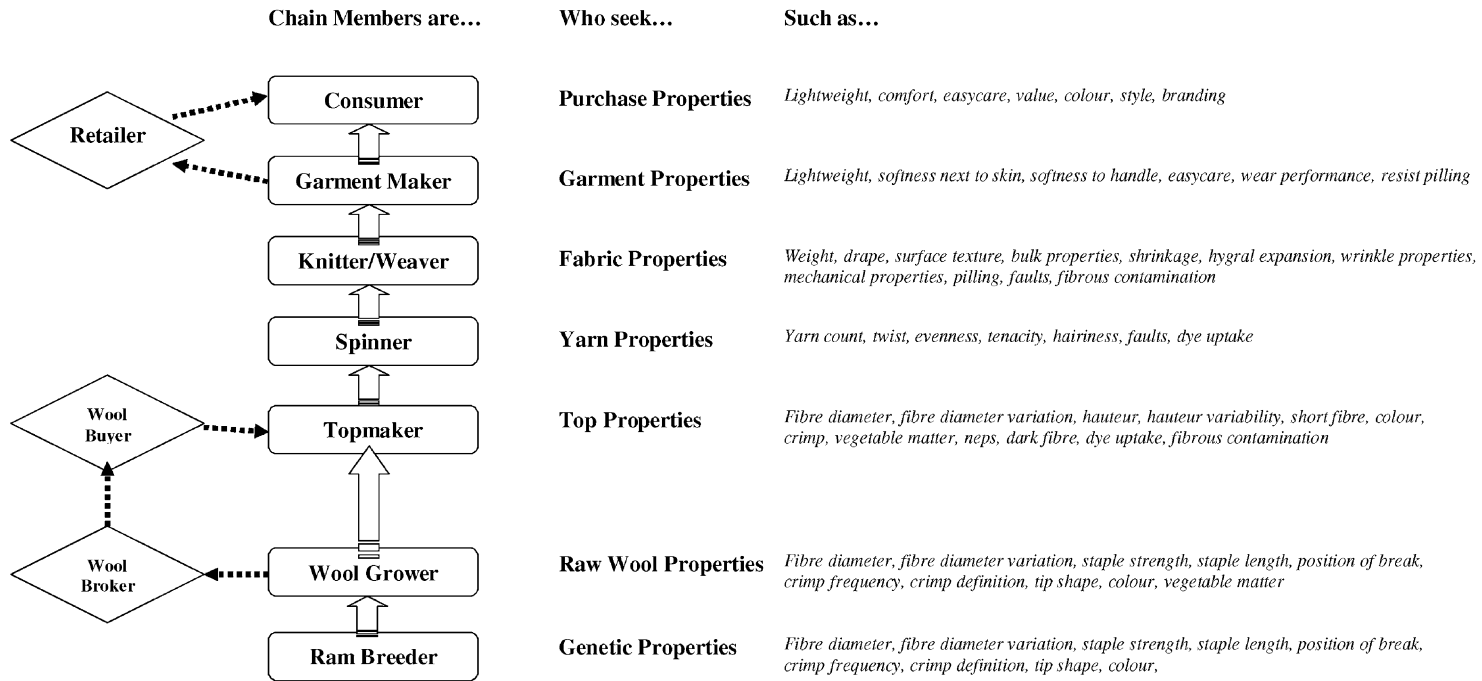 Chain Members are… Who seek… Such as…
Consumer Purchase Properties Lightweight, comfort, easycare, value, colour, style, branding
Retailer
Garment Maker Garment Properties Lightweight, softness next to skin, softness to handle, easycare, wear performance, resist pilling
Knitter/Weaver Fabric Properties Weight, drape, surface texture, bulk properties, shrinkage, hygral expansion, wrinkle properties,
mechanical properties, pilling, faults, fibrous contamination
Spinner Yarn Properties Yarn count, twist, evenness, tenacity, hairiness, faults, dye uptake
Wool
Buyer
Topmaker Top Properties Fibre diameter, fibre diameter variation, hauteur, hauteur variability, short fibre, colour,
crimp, vegetable matter, neps, dark fibre, dye uptake, fibrous contamination
Wool
Broker
Wool Grower Raw Wool Properties Fibre diameter, fibre diameter variation, staple strength, staple length, position of break,
crimp frequency, crimp definition, tip shape, colour, vegetable matter
Ram Breeder Genetic Properties Fibre diameter, fibre diameter variation, staple strength, staple length, position of break,
crimp frequency, crimp definition, tip shape, colour,